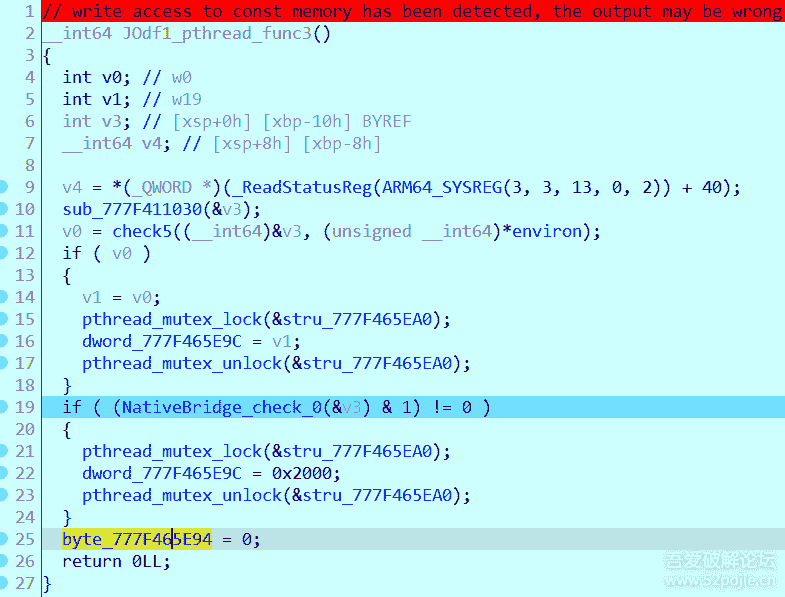 1 // write access to const memory has been detected, the output may be wrong
2 __int64 JOdf1_pthread_func3()
3 {
4 int v0; // w0
5 int v1; // w19
6 int v3; // [xsp+0h] [xbp-10h] BYREF
7 __int64 v4; // [xsp+8h] [xbp-8h]
8
9 v4 = *(_QWORD *)(_ReadStatusReg(ARM64_SYSREG(3, 3, 13, 0, 2)) + 40);
10 sub_777F411030(&v3);
11 v0 = check5((__int64)&v3, (unsigned __int64)*environ);
12 if ( v0 )
13 {
14 v1 = v0;
15 pthread_mutex_lock(&stru_777F465EA0);
16 dword_777F465E9C = v1;
17 pthread_mutex_unlock(&stru_777F465EA0);
18 }
19 if ( (NativeBridge_check_0(&v3) & 1) != 0 )
20 {
21 pthread_mutex_lock(&stru_777F465EA0);
22 dword_777F465E9C = 0x2000;
23 pthread_mutex_unlock(&stru_777F465EA0);
24 }
25 byte_777F465E94 = 0;
26 return 0LL;
27 }
吾爱破解论坛
www.52pojie.cn